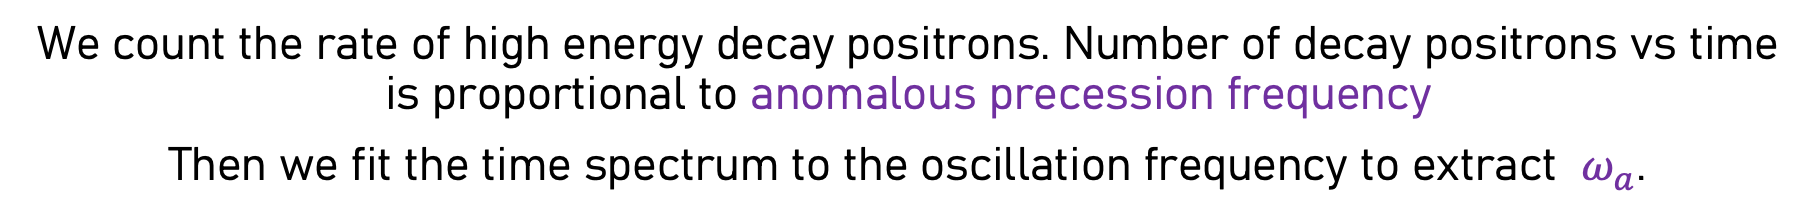 We count the rate of high energy decay positrons. Number of decay positrons vs time
is proportional to anomalous precession frequency
Then we fit the time spectrum to the oscillation frequency to extract ωₐ.